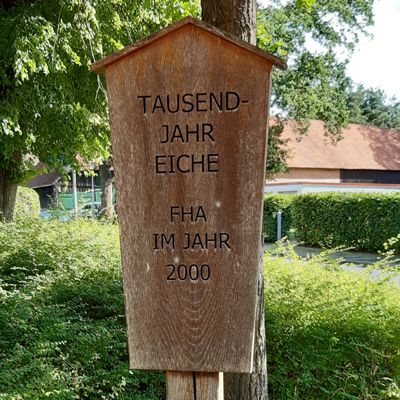 TAUSEND-
JAHR
EICHE
FHA
IM JAHR
2000